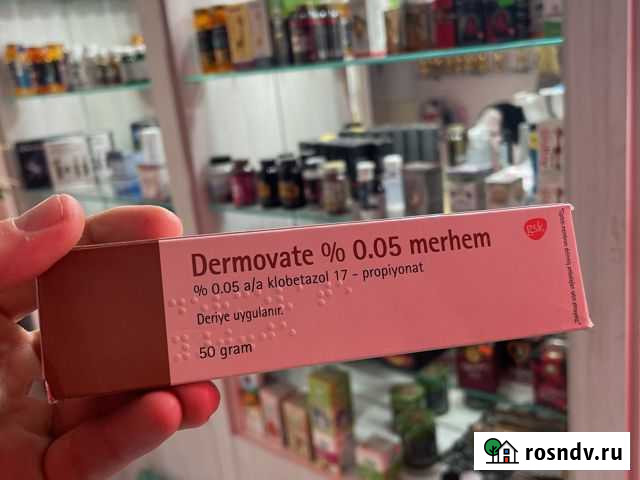 Dermovate % 0.05 merhem
gsk
% 0.05 a/a klobetazol 17 - propiyonat
Deriye uygulanır.
50 gram
rosndv.ru